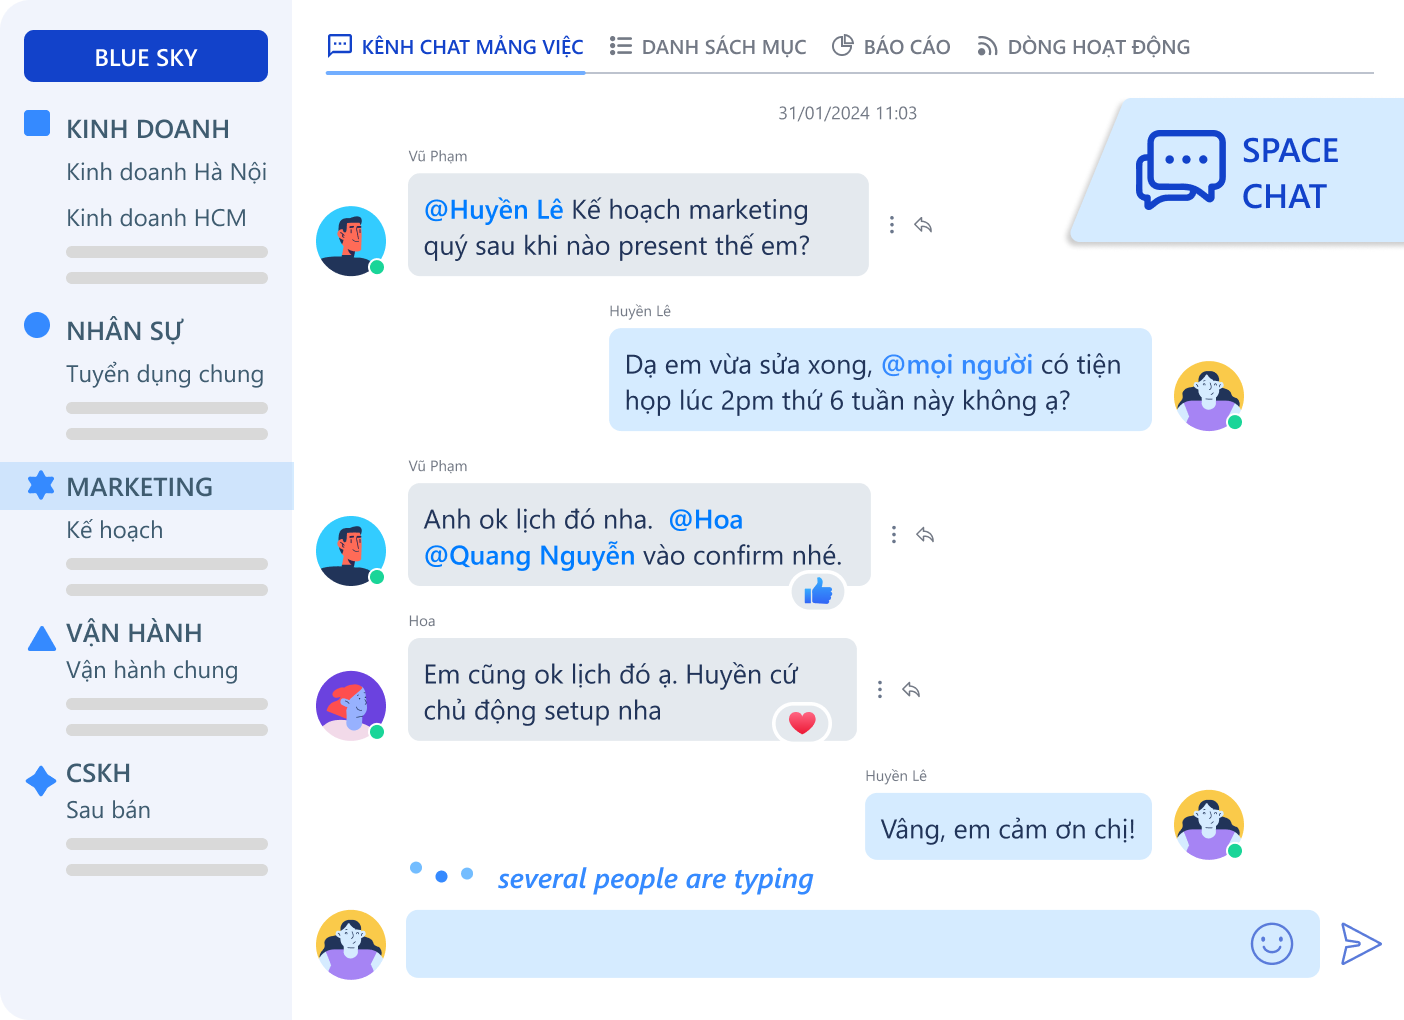 BLUE SKY
KINH DOANH
Kinh doanh Hà Nội
Kinh doanh HCM
NHÂN SỰ
Tuyển dụng chung
MARKETING
Kế hoạch
VẬN HÀNH
Vận hành chung
CSKH
Sau bán
KÊNH CHAT MẢNG VIỆC
DANH SÁCH MỤC
BÁO CÁO
DÒNG HOẠT ĐỘNG
31/01/2024 11:03
SPACE
CHAT
Vũ Phạm
@Huyền Lê Kế hoạch marketing
quý sau khi nào present thế em?
Huyền Lê
Dạ em vừa sửa xong, @mọi người có tiện
họp lúc 2pm thứ 6 tuần này không ạ?
Vũ Phạm
Anh ok lịch đó nha. @Hoa
@Quang Nguyễn vào confirm nhé.
Hoa
Em cũng ok lịch đó ạ. Huyền cứ
chủ động setup nha
Huyền Lê
Vâng, em cảm ơn chị!
several people are typing